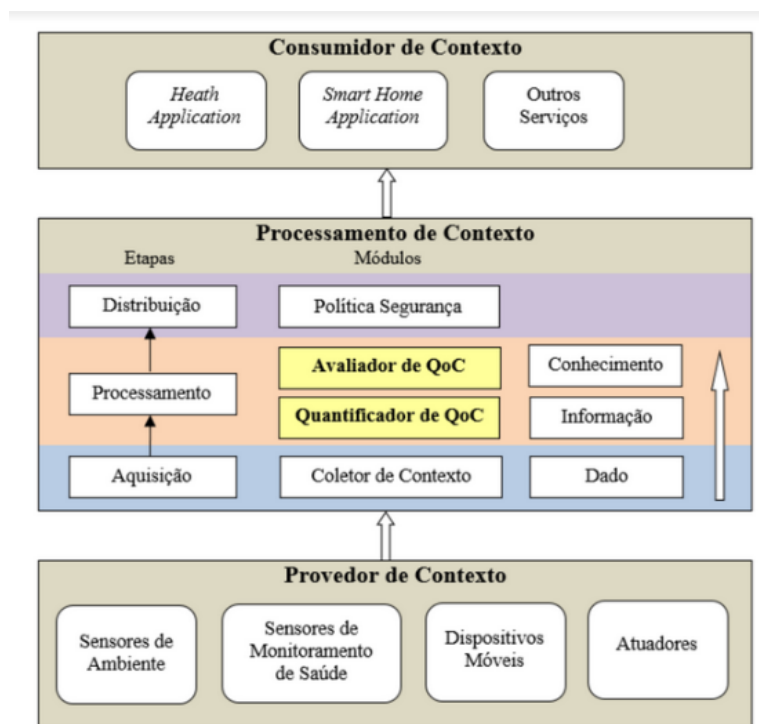 Consumidor de Contexto
Heath
Application
Smart Home
Application
Outros
Serviços
Processamento de Contexto
Etapas
Módulos
Distribuição
Política Segurança
Processamento
Avaliador de QoC
Conhecimento
Quantificador de QoC
Informação
Aquisição
Coletor de Contexto
Dado
Provedor de Contexto
Sensores de
Ambiente
Sensores de
Monitoramento
de Saúde
Dispositivos
Móveis
Atuadores